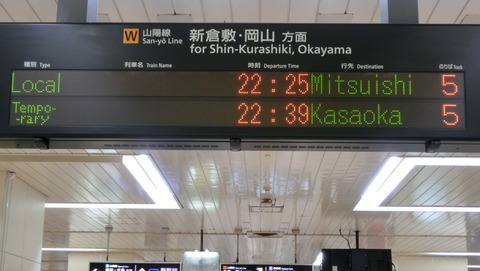 W 山陽線 新倉敷・岡山 方面
San-yō Line for Shin-Kurashiki, Okayama
種別 Type 列車名 Train Name 時刻 Departure Time 行先 Destination のりば Track
Local 22:25 Mitsuishi 5
Tempo-
-rary 22:39 Kasaoka 5